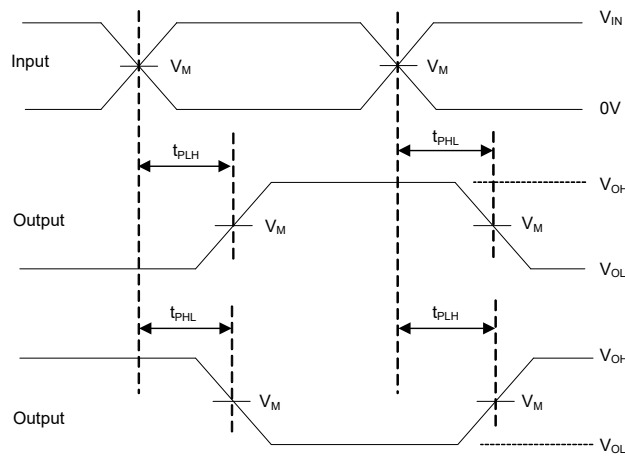 V_IN
Input
V_M V_M
0V
t_PLH t_PHL
V_OH
Output
V_M V_M
V_OL
t_PHL t_PLH
V_OH
V_M V_M
Output
V_OL